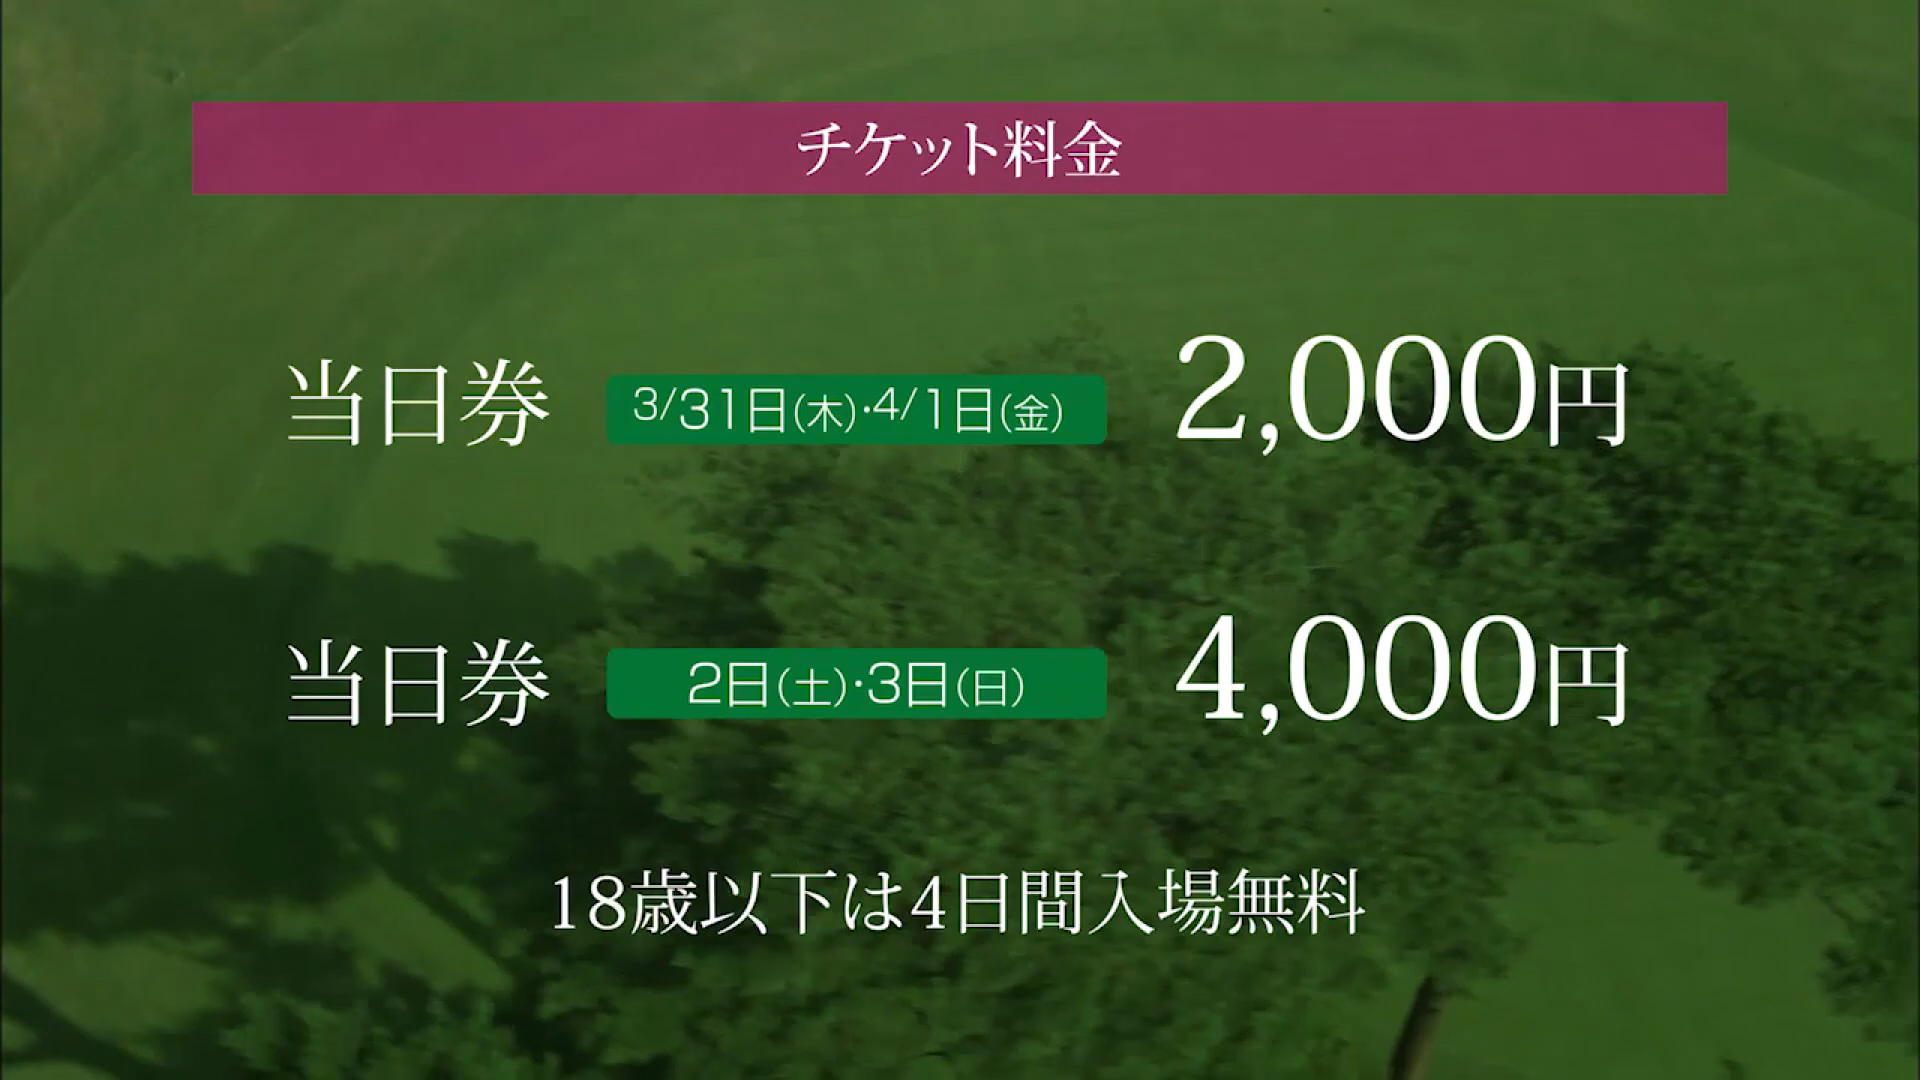 チケット料金
当日券 3/31日(木)・4/1日(金) 2,000円
当日券 2日(土)・3日(日) 4,000円
18歳以下は4日間入場無料